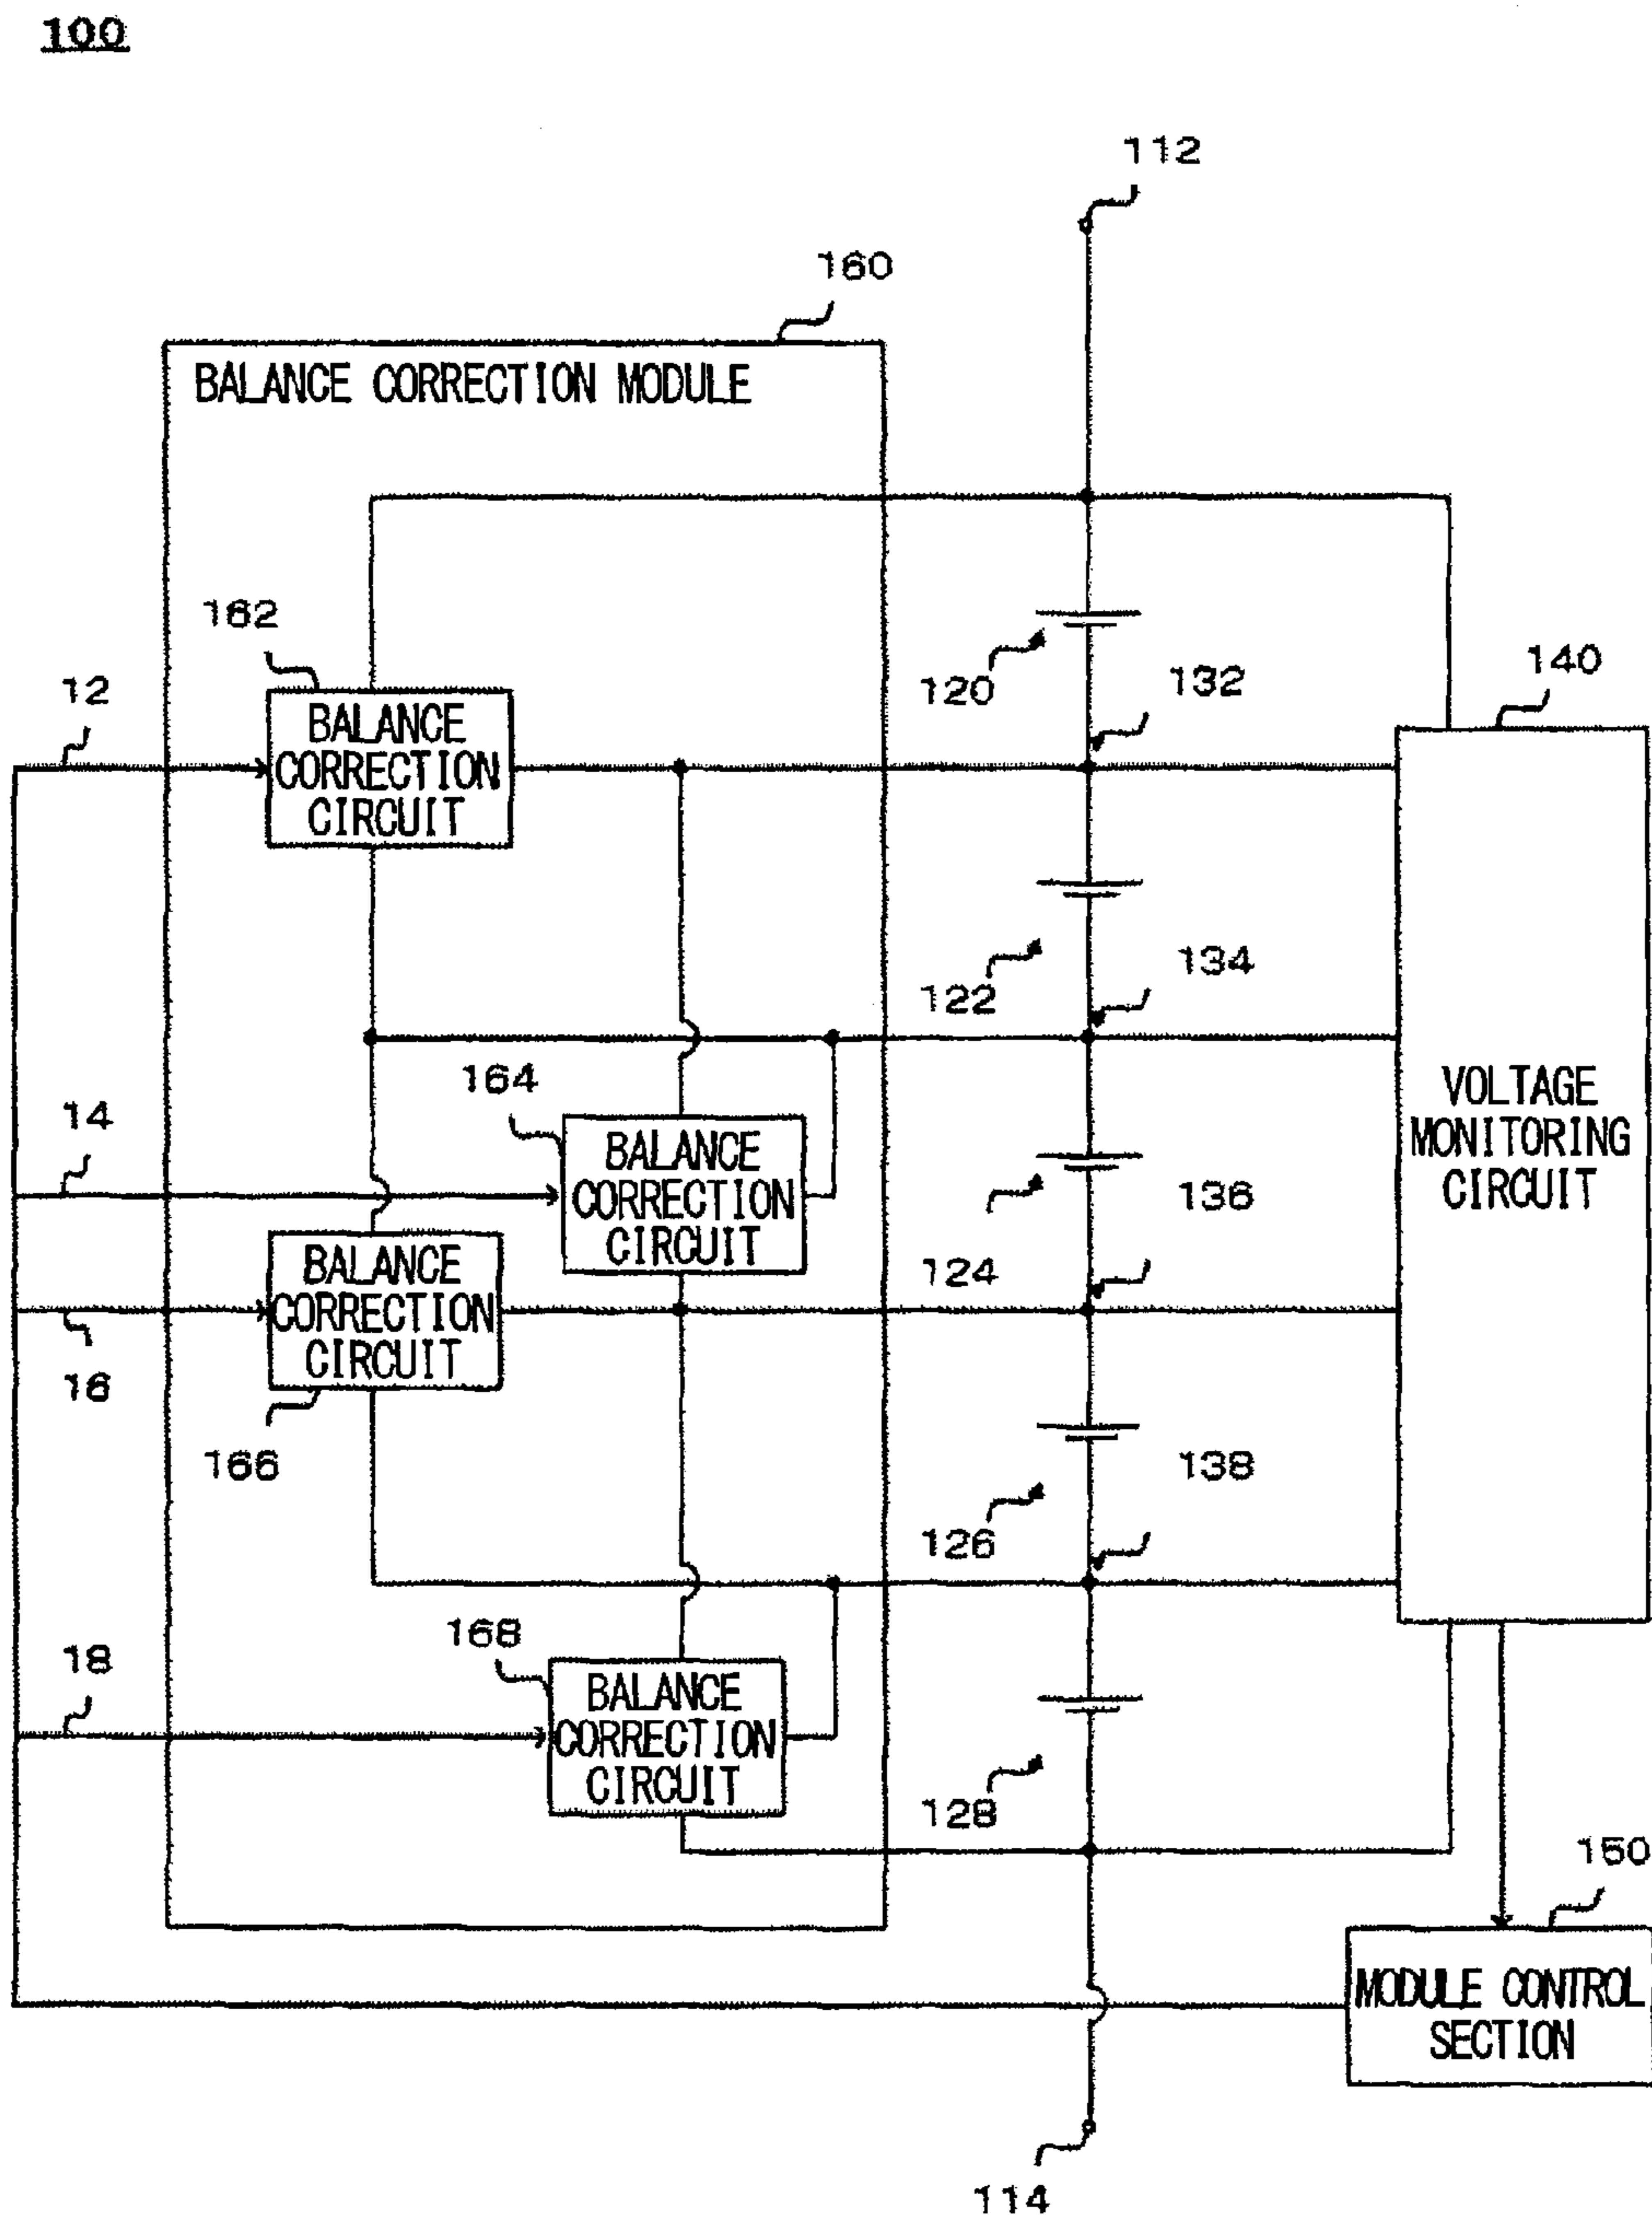 100
112
160
BALANCE CORRECTION MODULE
162
120
132
140
12
BALANCE
CORRECTION
CIRCUIT
122
134
164
14
BALANCE
CORRECTION
CIRCUIT
VOLTAGE
MONITORING
CIRCUIT
124
136
16
BALANCE
CORRECTION
CIRCUIT
166
126
138
168
18
BALANCE
CORRECTION
CIRCUIT
128
150
MODULE CONTROL
SECTION
114